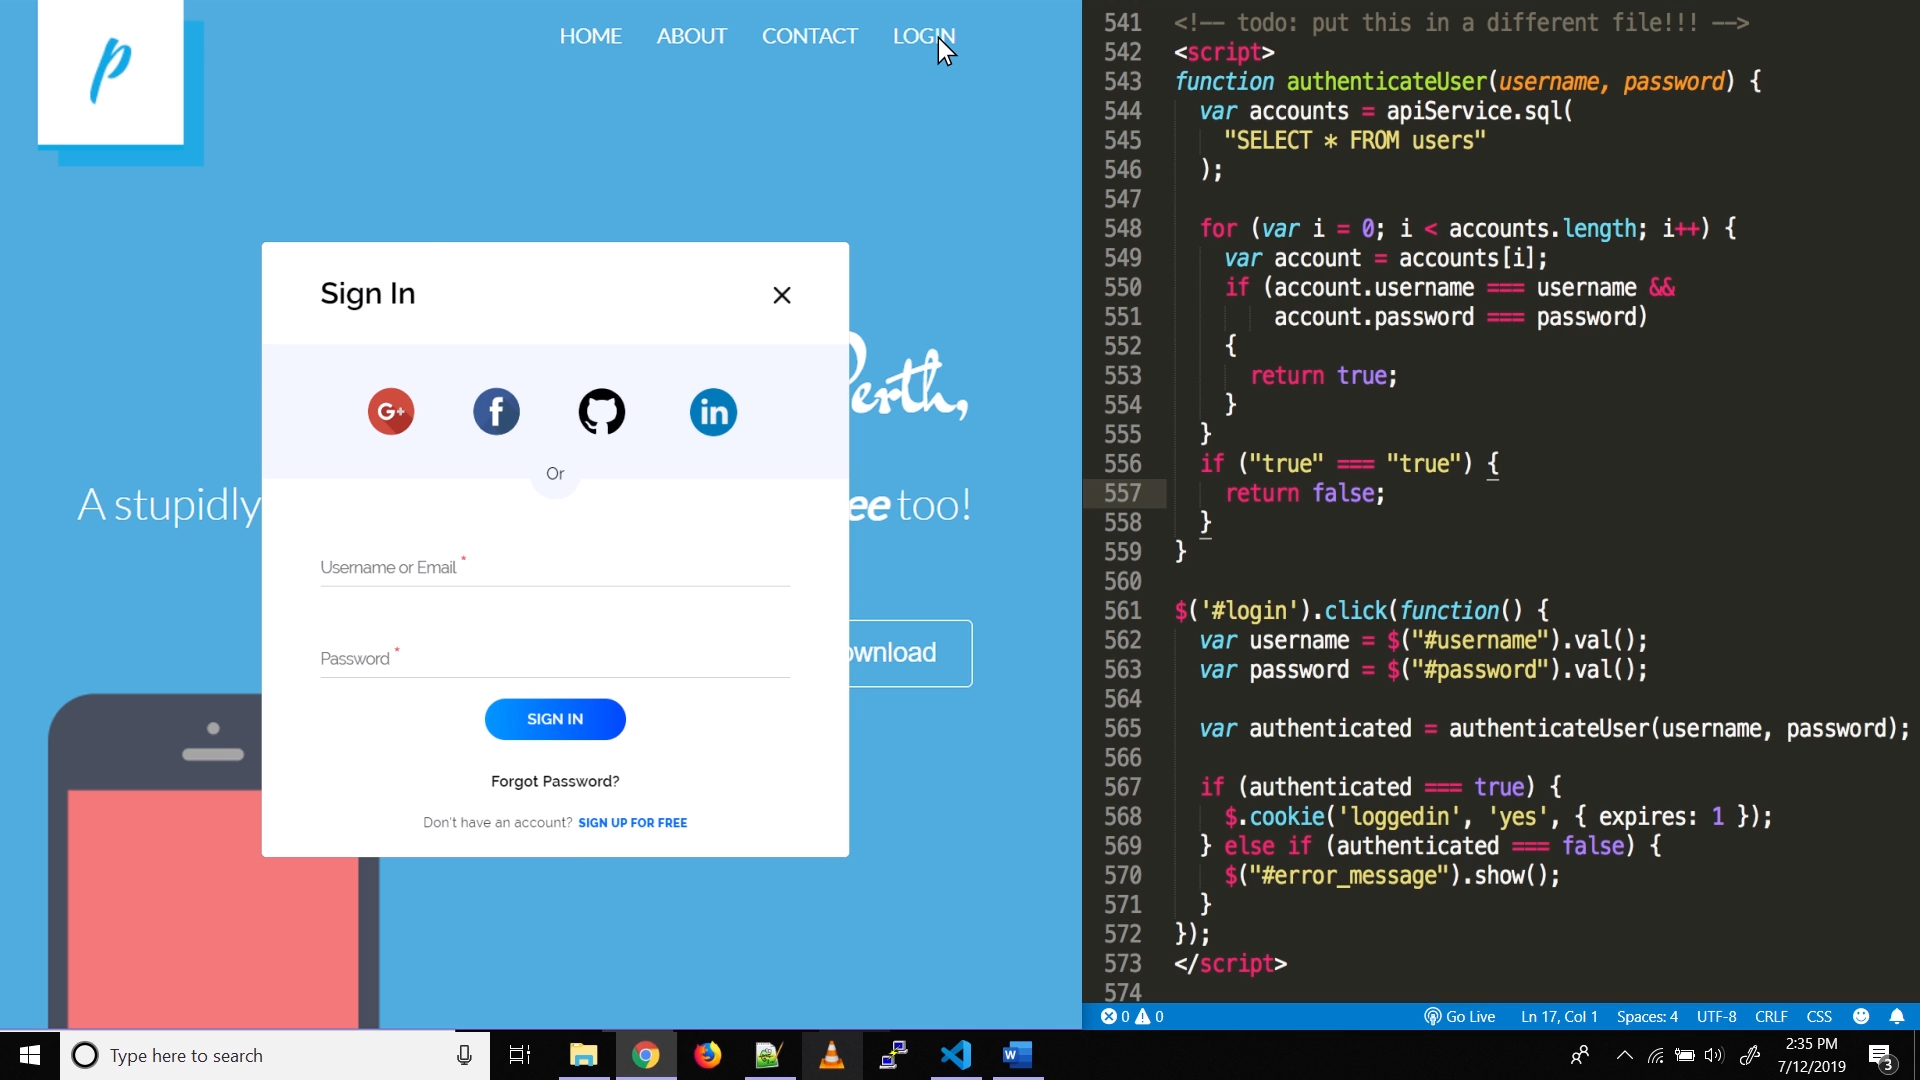 p
HOME ABOUT CONTACT LOGIN
Sign In
G+ f in
Or
erth,
A stupidly ee too!
Username or Email *
Password *
ownload
SIGN IN
Forgot Password?
Don't have an account? SIGN UP FOR FREE
541 <!-- todo: put this in a different file!!! -->
542 <script>
543 function authenticateUser(username, password) {
544 var accounts = apiService.sql(
545 "SELECT * FROM users"
546 );
547
548 for (var i = 0; i < accounts.length; i++) {
549 var account = accounts[i];
550 if (account.username === username &&
551 account.password === password)
552 {
553 return true;
554 }
555 }
556 if ("true" === "true") {
557 return false;
558 }
559 }
560
561 $('#login').click(function() {
562 var username = $("#username").val();
563 var password = $("#password").val();
564
565 var authenticated = authenticateUser(username, password);
566
567 if (authenticated === true) {
568 $.cookie('loggedin', 'yes', { expires: 1 });
569 } else if (authenticated === false) {
570 $("#error_message").show();
571 }
572 });
573 </script>
574
0 0 Go Live Ln 17, Col 1 Spaces: 4 UTF-8 CRLF CSS
Type here to search
W
2:35 PM
7/12/2019
3